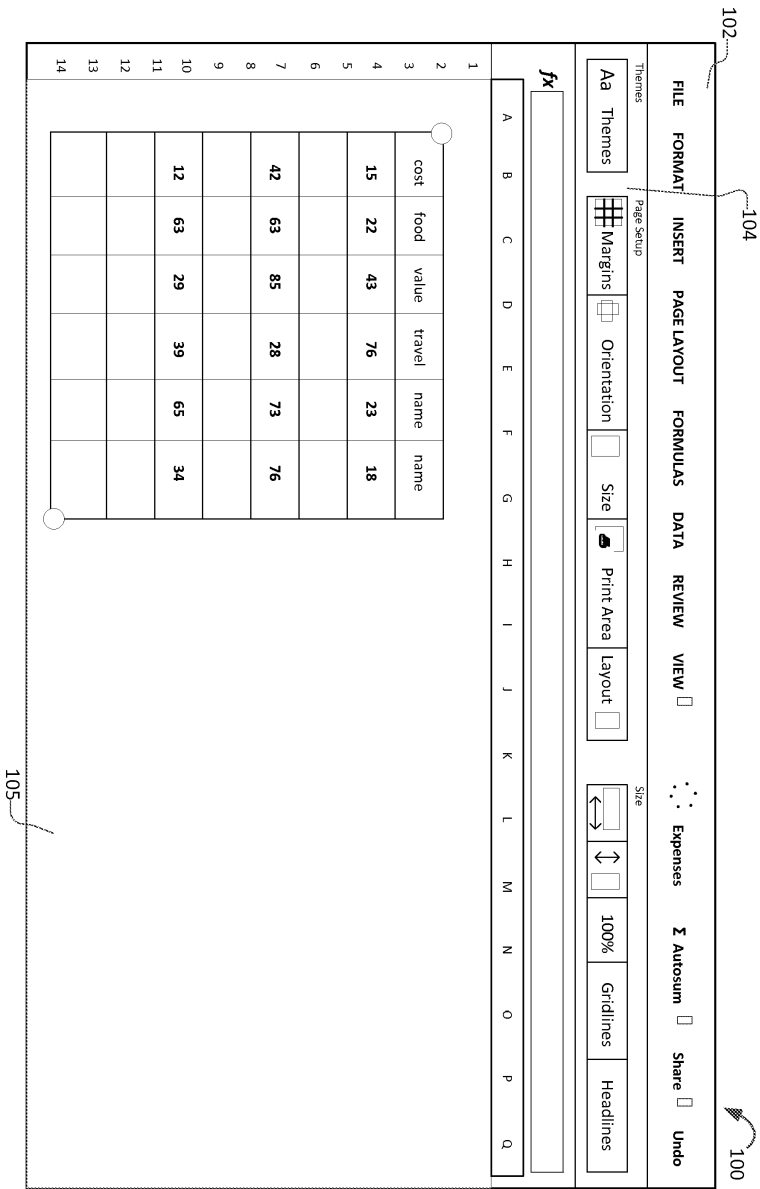 100
102
FILE FORMAT INSERT PAGE LAYOUT FORMULAS DATA REVIEW VIEW Expenses Σ Autosum Share Undo
104
Themes Page Setup Size
Aa Themes Margins Orientation Size Print Area Layout 100% Gridlines Headlines
fx
A B C D E F G H I J K L M N O P Q
1
2
cost food value travel name name
3
4
15 22 43 76 23 18
5
6
7
42 63 85 28 73 76
8
9
10
12 63 29 39 65 34
11
12
13
14
105